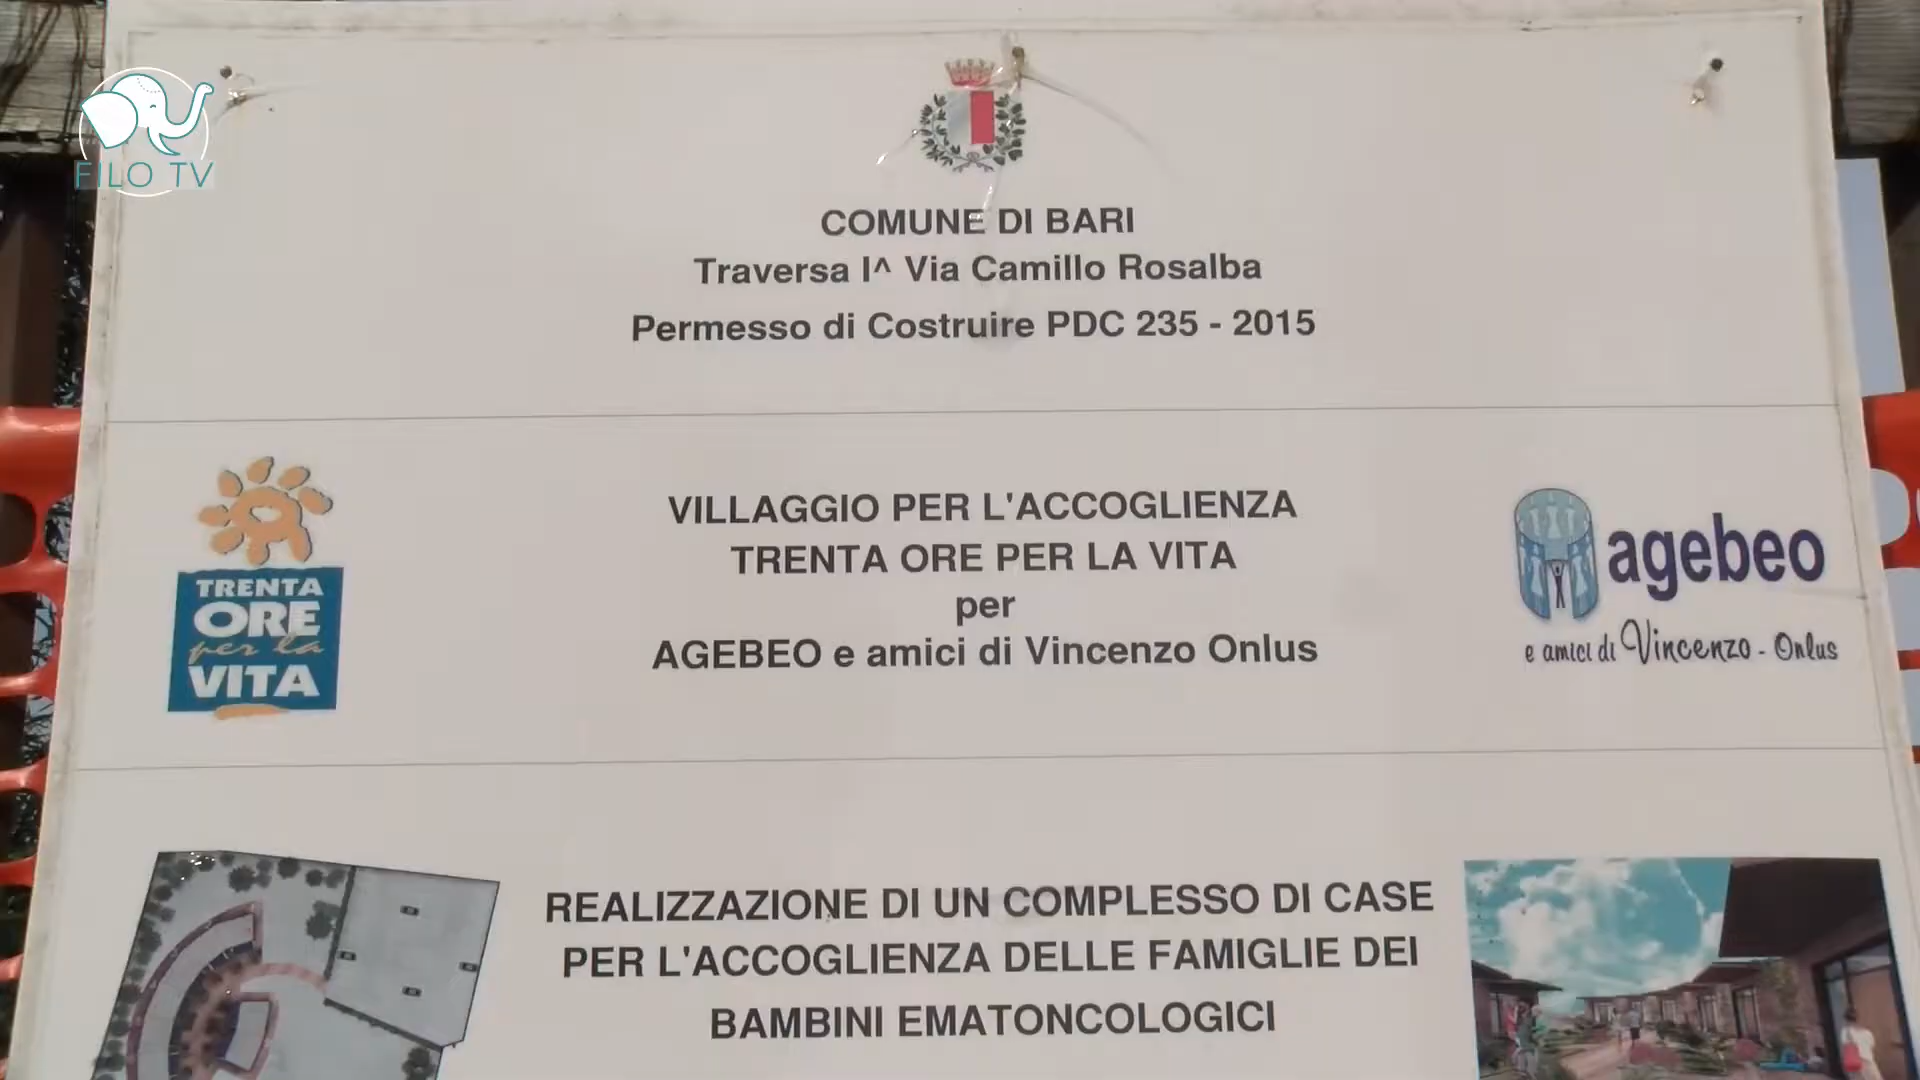 FILO TV
COMUNE DI BARI
Traversa I^ Via Camillo Rosalba
Permesso di Costruire PDC 235 - 2015
TRENTA
ORE
per la
VITA
VILLAGGIO PER L'ACCOGLIENZA
TRENTA ORE PER LA VITA
per
AGEBEO e amici di Vincenzo Onlus
agebeo
e amici di Vincenzo - Onlus
REALIZZAZIONE DI UN COMPLESSO DI CASE
PER L'ACCOGLIENZA DELLE FAMIGLIE DEI
BAMBINI EMATONCOLOGICI